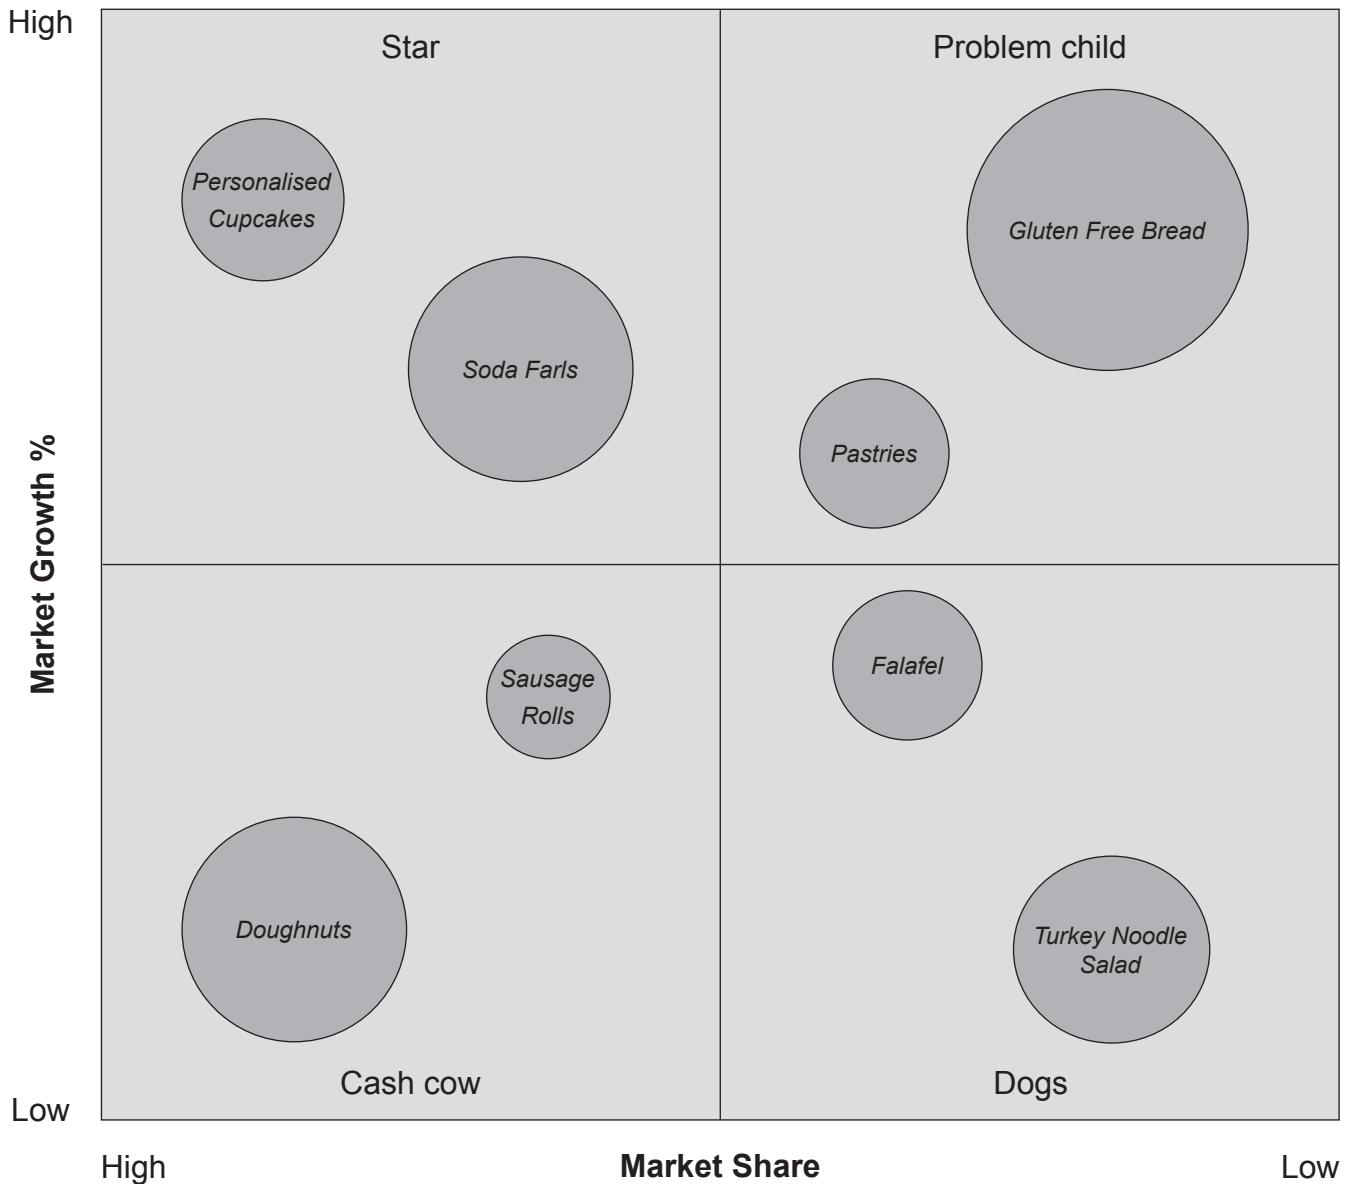 High
Star
Problem child
Personalised
Cupcakes
Gluten Free Bread
Soda Farls
Pastries
Market Growth %
Sausage
Rolls
Falafel
Doughnuts
Turkey Noodle
Salad
Cash cow
Dogs
Low
High
Market Share
Low